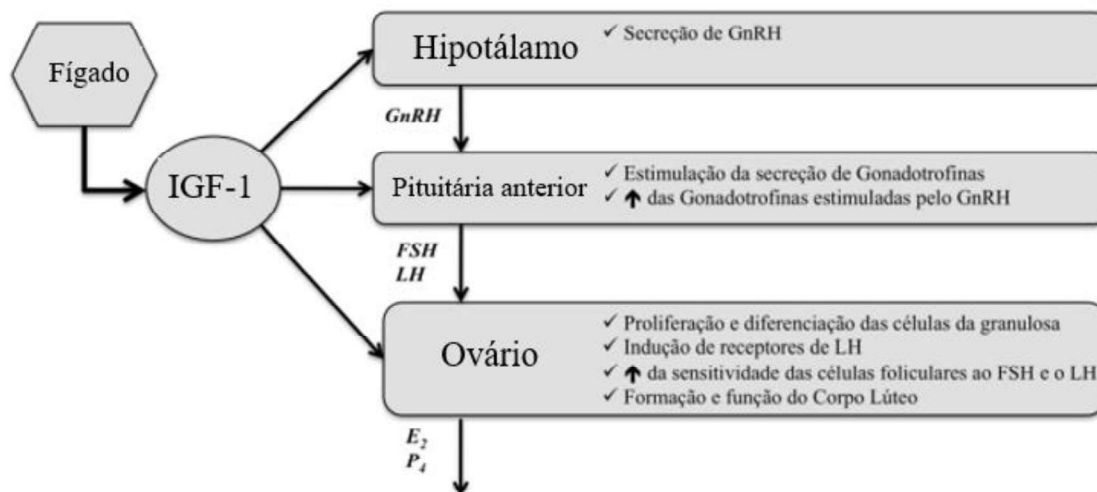 Fígado
IGF-1
Hipotálamo
✓ Secreção de GnRH
GnRH
Pituitária anterior
✓ Estimulação da secreção de Gonadotrofinas
✓ ↑ das Gonadotrofinas estimuladas pelo GnRH
FSH
LH
Ovário
✓ Proliferação e diferenciação das células da granulosa
✓ Indução de receptores de LH
✓ ↑ da sensitividade das células foliculares ao FSH e o LH
✓ Formação e função do Corpo Lúteo
E₂
P₄